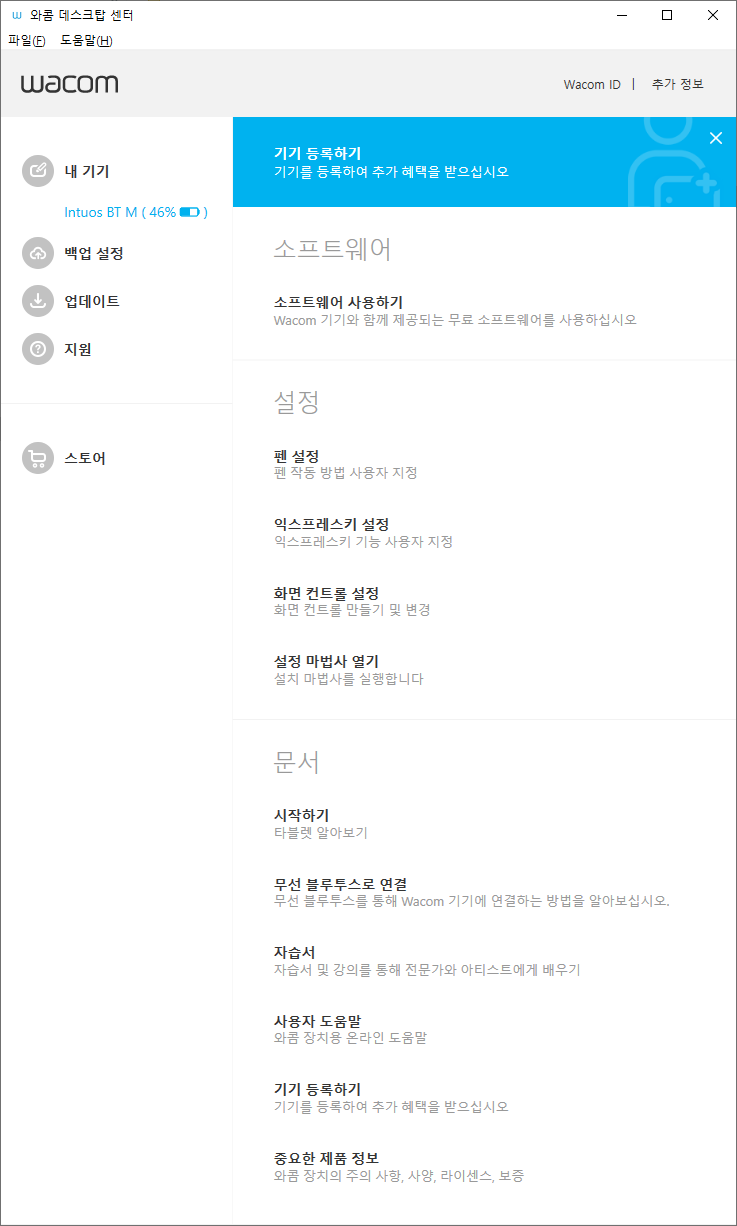 와콤 데스크탑 센터
파일(F) 도움말(H)
wacom
Wacom ID | 추가 정보
내 기기
Intuos BT M ( 46% )
백업 설정
업데이트
지원
스토어
기기 등록하기
기기를 등록하여 추가 혜택을 받으십시오
소프트웨어
소프트웨어 사용하기
Wacom 기기와 함께 제공되는 무료 소프트웨어를 사용하십시오
설정
펜 설정
펜 작동 방법 사용자 지정
익스프레스키 설정
익스프레스키 기능 사용자 지정
화면 컨트롤 설정
화면 컨트롤 만들기 및 변경
설정 마법사 열기
설치 마법사를 실행합니다
문서
시작하기
타블렛 알아보기
무선 블루투스로 연결
무선 블루투스를 통해 Wacom 기기에 연결하는 방법을 알아보십시오.
자습서
자습서 및 강의를 통해 전문가와 아티스트에게 배우기
사용자 도움말
와콤 장치용 온라인 도움말
기기 등록하기
기기를 등록하여 추가 혜택을 받으십시오
중요한 제품 정보
와콤 장치의 주의 사항, 사양, 라이센스, 보증